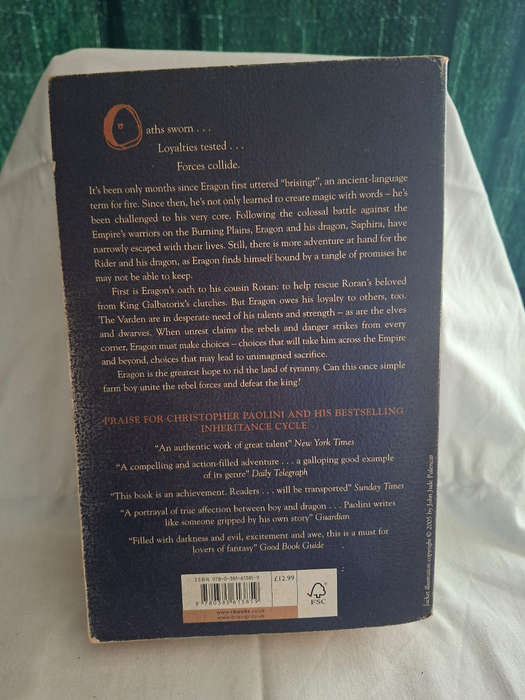 Oaths sworn . . .
Loyalties tested . . .
Forces collide.
It's been only months since Eragon first uttered "brisingr", an ancient-language
term for fire. Since then, he's not only learned to create magic with words – he's
been challenged to his very core. Following the colossal battle against the
Empire's warriors on the Burning Plains, Eragon and his dragon, Saphira, have
narrowly escaped with their lives. Still, there is more adventure at hand for the
Rider and his dragon, as Eragon finds himself bound by a tangle of promises he
may not be able to keep.
First is Eragon's oath to his cousin Roran: to help rescue Roran's beloved
from King Galbatorix's clutches. But Eragon owes his loyalty to others, too.
The Varden are in desperate need of his talents and strength – as are the elves
and dwarves. When unrest claims the rebels and danger strikes from every
corner, Eragon must make choices – choices that will take him across the Empire
and beyond, choices that may lead to unimagined sacrifice.
Eragon is the greatest hope to rid the land of tyranny. Can this once simple
farm boy unite the rebel forces and defeat the king?
PRAISE FOR CHRISTOPHER PAOLINI AND HIS BESTSELLING
INHERITANCE CYCLE
"An authentic work of great talent" New York Times
"A compelling and action-filled adventure . . . a galloping good example
of its genre" Daily Telegraph
"This book is an achievement. Readers . . . will be transported" Sunday Times
"A portrayal of true affection between boy and dragon . . . Paolini writes
like someone gripped by his own story" Guardian
"Filled with darkness and evil, excitement and awe, this is a must for
lovers of fantasy" Good Book Guide
Jacket illustration copyright © 2005 by John Jude Palencar
£12.99
FSC